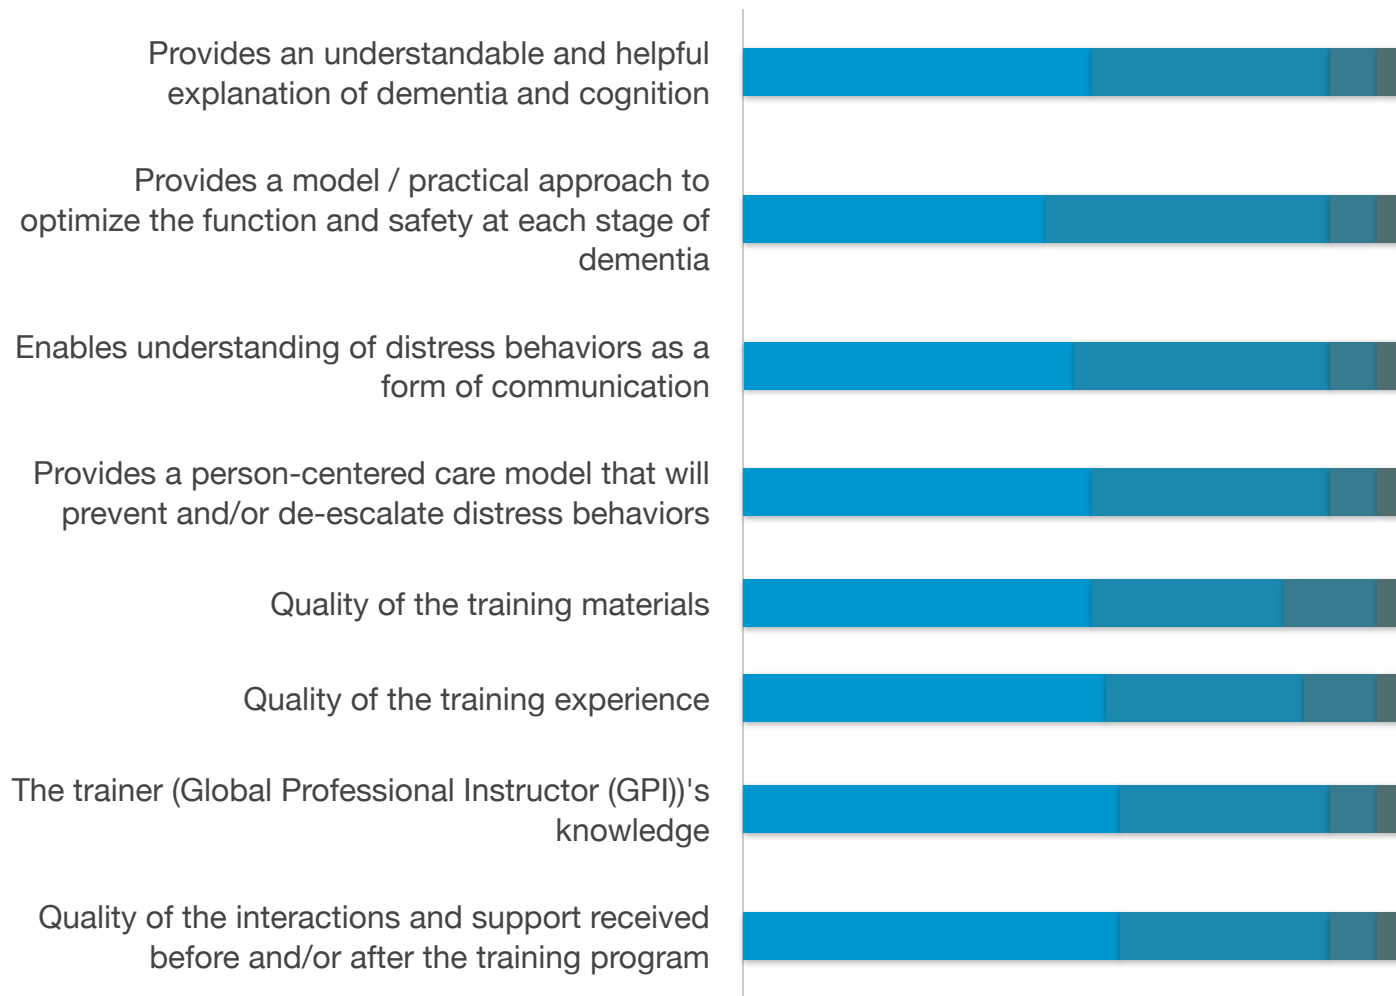 Provides an understandable and helpful
explanation of dementia and cognition
Provides a model / practical approach to
optimize the function and safety at each stage of
dementia
Enables understanding of distress behaviors as a
form of communication
Provides a person-centered care model that will
prevent and/or de-escalate distress behaviors
Quality of the training materials
Quality of the training experience
The trainer (Global Professional Instructor (GPI))'s
knowledge
Quality of the interactions and support received
before and/or after the training program